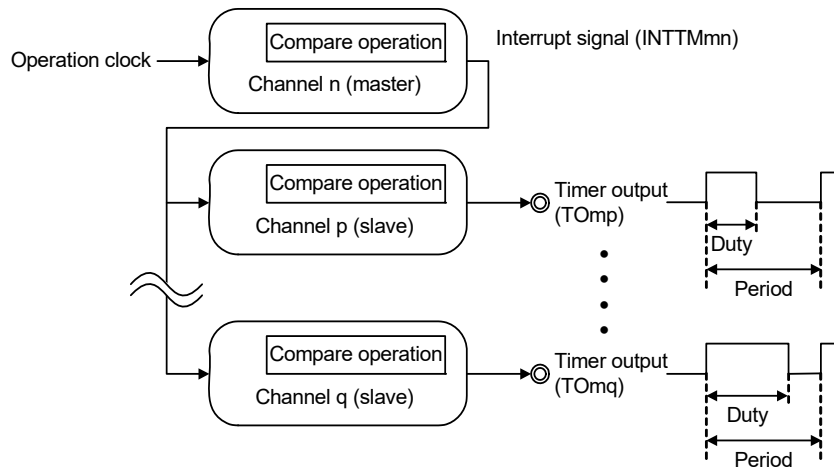 Compare operation
Interrupt signal (INTTMmn)
Operation clock
Channel n (master)
Compare operation
Channel p (slave)
Timer output
(TOmp)
Duty
Period
Compare operation
Channel q (slave)
Timer output
(TOmq)
Duty
Period